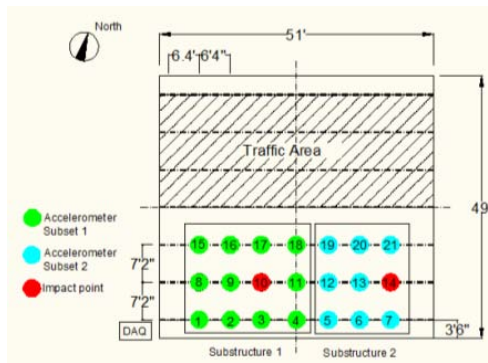 North
51'
6.4' 6'4"
Traffic Area
49'
Accelerometer
Subset 1
Accelerometer
Subset 2
Impact point
15 16 17 18 19 20 21
7'2"
8 9 10 11 12 13 14
7'2"
1 2 3 4 5 6 7
DAQ
3'6"
Substructure 1 Substructure 2